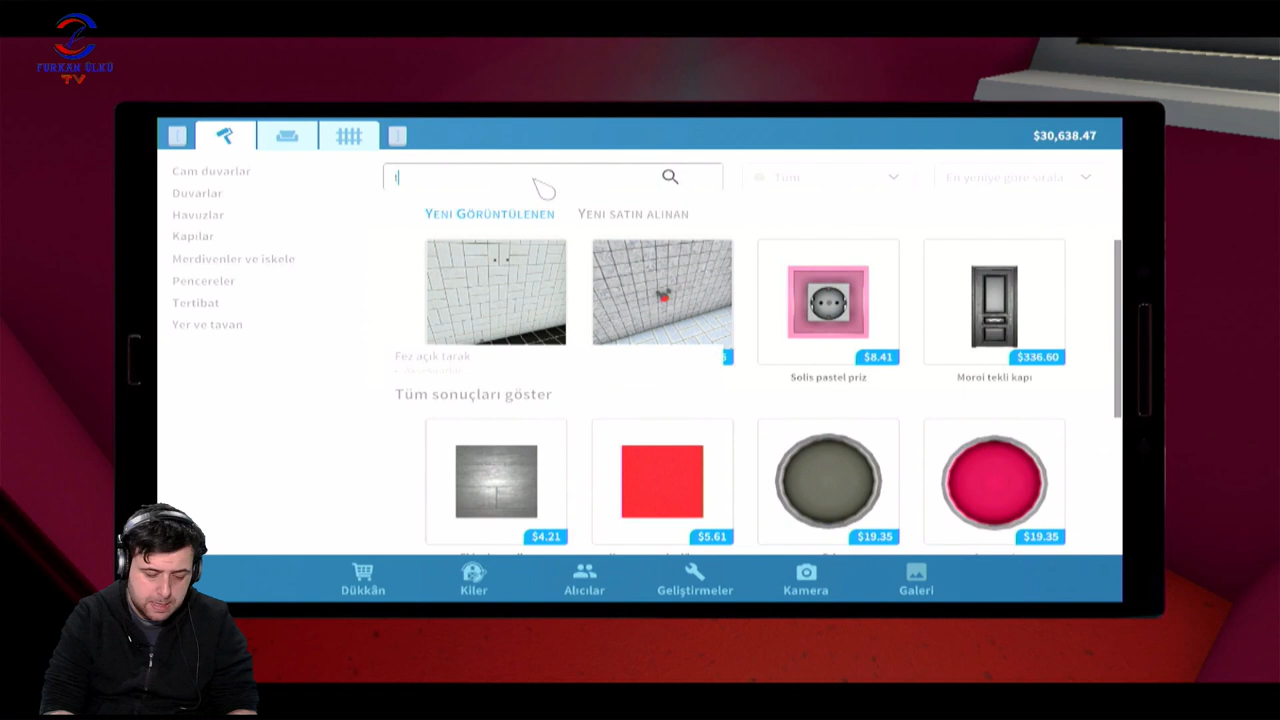 FURKAN ÜLKÜ
TV
$30,638.47
Cam duvarlar
Duvarlar
Havuzlar
Kapılar
Merdivenler ve iskele
Pencereler
Tertibat
Yer ve tavan
Tüm
En yeniye göre sırala
YENİ GÖRÜNTÜLENEN
YENİ SATIN ALINAN
$8.41
$336.60
Fez açık tarak
Solis pastel priz
Moroi tekli kapı
Tüm sonuçları göster
$4.21
$5.61
$19.35
$19.35
Dükkân
Kiler
Alıcılar
Geliştirmeler
Kamera
Galeri